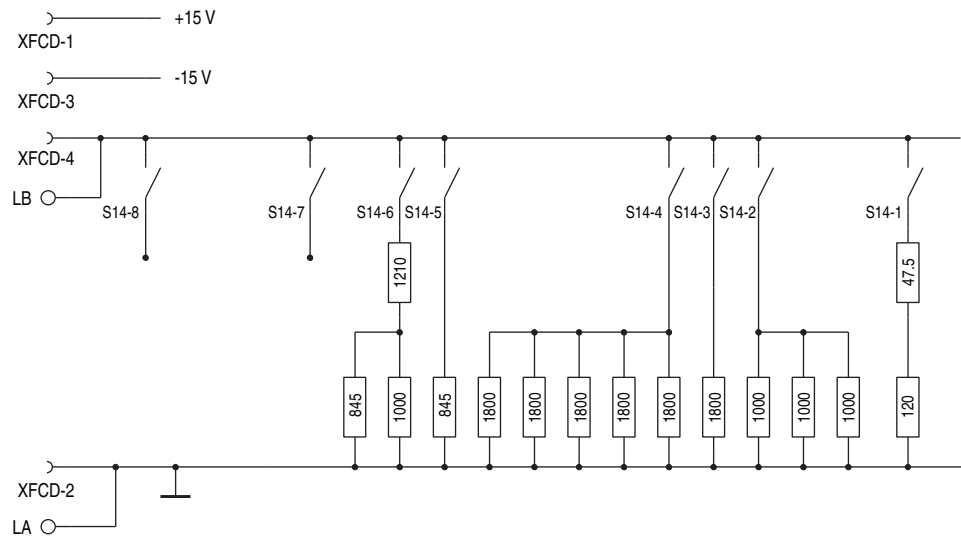 +15 V
XFCD-1
-15 V
XFCD-3
XFCD-4
LB
S14-8
S14-7
S14-6
S14-5
S14-4
S14-3
S14-2
S14-1
1210
47.5
845
1000
845
1800
1800
1800
1800
1800
1800
1000
1000
1000
120
XFCD-2
LA